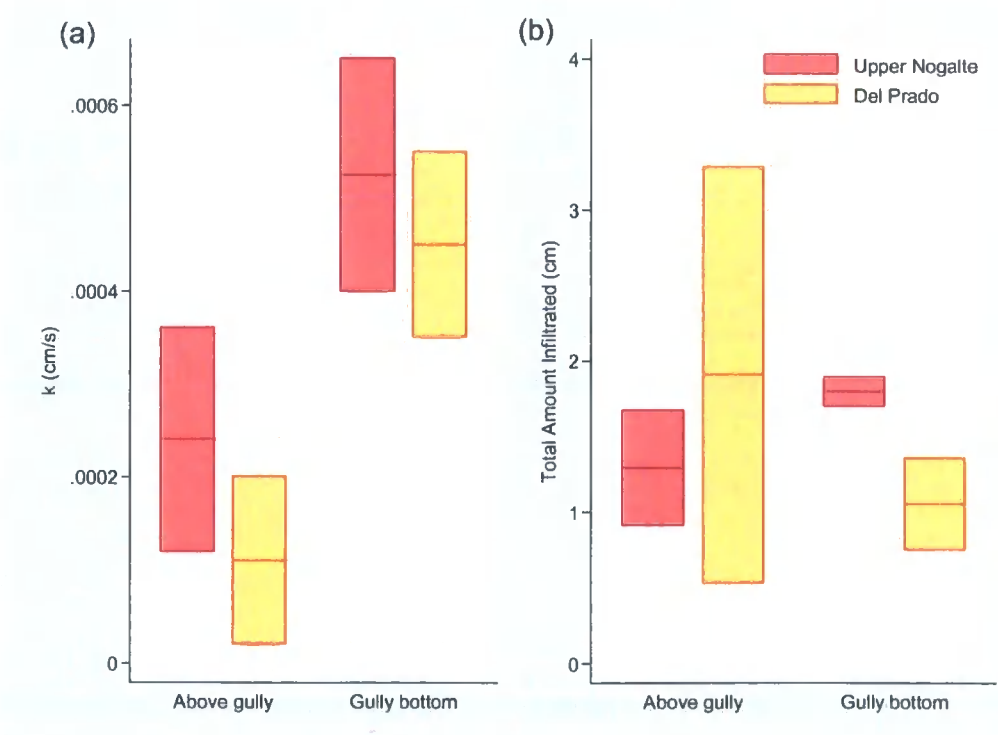 (a)
k (cm/s)
.0006
.0004
.0002
0
Above gully
Gully bottom
(b)
Upper Nogalte
Del Prado
Total Amount Infiltrated (cm)
4
3
2
1
0
Above gully
Gully bottom